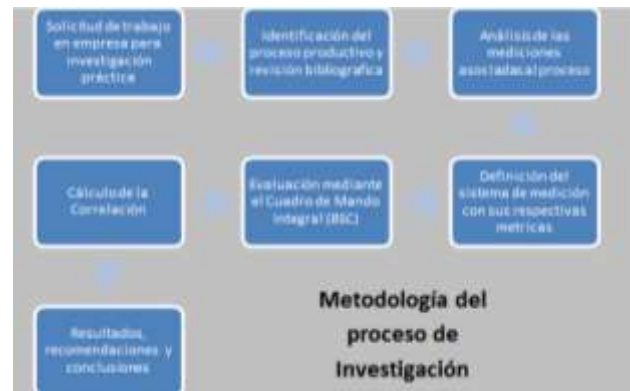 Solicitud de trabajo
en empresa para
investigación
práctica
Identificación del
proceso productivo y
revisión bibliografica
Análisis de las
mediciones
asociadas al proceso
Definición del
sistema de medición
con sus respectivas
metricas
Evaluación mediante
el Cuadro de Mando
Integral (BSC)
Cálculo de la
Correlación
Resultados,
recomendaciones y
conclusiones
Metodología del
proceso de
Investigación